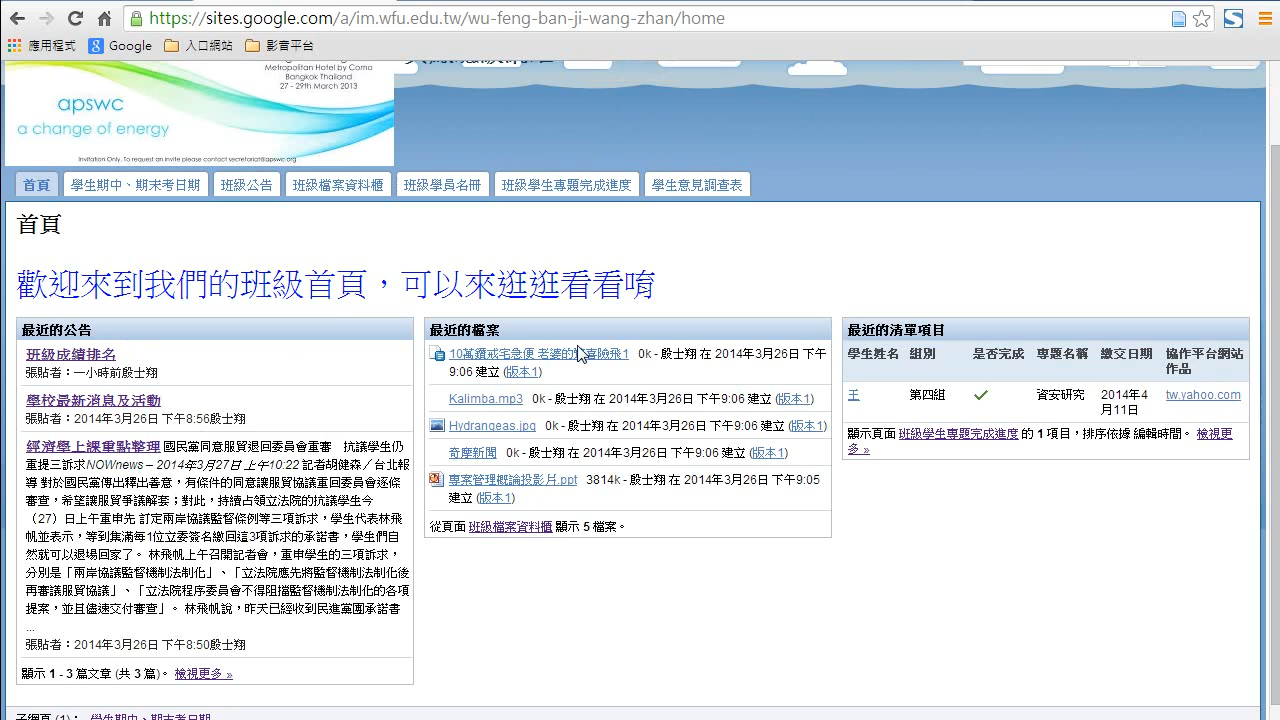 https://sites.google.com/a/im.wfu.edu.tw/wu-feng-ban-ji-wang-zhan/home
應用程式 Google 入口網站 影音平台
Metropolitan Hotel by Como
Bangkok Thailand
27 - 29th March 2013
apswc
a change of energy
Invitation Only. To request an invite please contact secretariat@apswc.org
首頁 學生期中、期末考日期 班級公告 班級檔案資料櫃 班級學員名冊 班級學生專題完成進度 學生意見調查表
首頁
歡迎來到我們的班級首頁，可以來逛逛看看唷
最近的公告
班級成績排名
張貼者：一小時前殷士翔
學校最新消息及活動
張貼者：2014年3月26日 下午8:56殷士翔
經濟學上課重點整理 國民黨同意服貿退回委員會重審 抗議學生仍
重提三訴求NOWnews – 2014年3月27日 上午10:22 記者胡健森／台北報
導 對於國民黨傳出釋出善意，有條件的同意讓服貿協議重回委員會逐條
審查，希望讓服貿爭議解套；對此，持續占領立法院的抗議學生今
（27）日上午重申先 訂定兩岸協議監督條例等三項訴求，學生代表林飛
帆並表示，等到集滿每1位立委簽名繳回這3項訴求的承諾書，學生們自
然就可以退場回家了。 林飛帆上午召開記者會，重申學生的三項訴求，
分別是「兩岸協議監督機制法制化」、「立法院應先將監督機制法制化後
再審議服貿協議」、「立法院程序委員會不得阻擋監督機制法制化的各項
提案，並且儘速交付審查」。 林飛帆說，昨天已經收到民進黨團承諾書
...
張貼者：2014年3月26日 下午8:50殷士翔
顯示 1 - 3 篇文章 (共 3 篇)。 檢視更多 »
最近的檔案
10萬鑽戒宅急便 老婆的 喜險飛1 0k - 殷士翔 在 2014年3月26日 下午
9:06 建立 (版本1)
Kalimba.mp3 0k - 殷士翔 在 2014年3月26日 下午9:06 建立 (版本1)
Hydrangeas.jpg 0k - 殷士翔 在 2014年3月26日 下午9:06 建立 (版本1)
奇摩新聞 0k - 殷士翔 在 2014年3月26日 下午9:06 建立 (版本1)
專案管理概論投影片.ppt 3814k - 殷士翔 在 2014年3月26日 下午9:05
建立 (版本1)
從頁面 班級檔案資料櫃 顯示 5 檔案。
最近的清單項目
學生姓名 組別 是否完成 專題名稱 繳交日期 協作平台網站
作品
王 第四組 資安研究 2014年4
月11日 tw.yahoo.com
顯示頁面 班級學生專題完成進度 的 1 項目，排序依據 編輯時間。 檢視更
多 »
子網頁 (1)： 學生期中、期末考日期